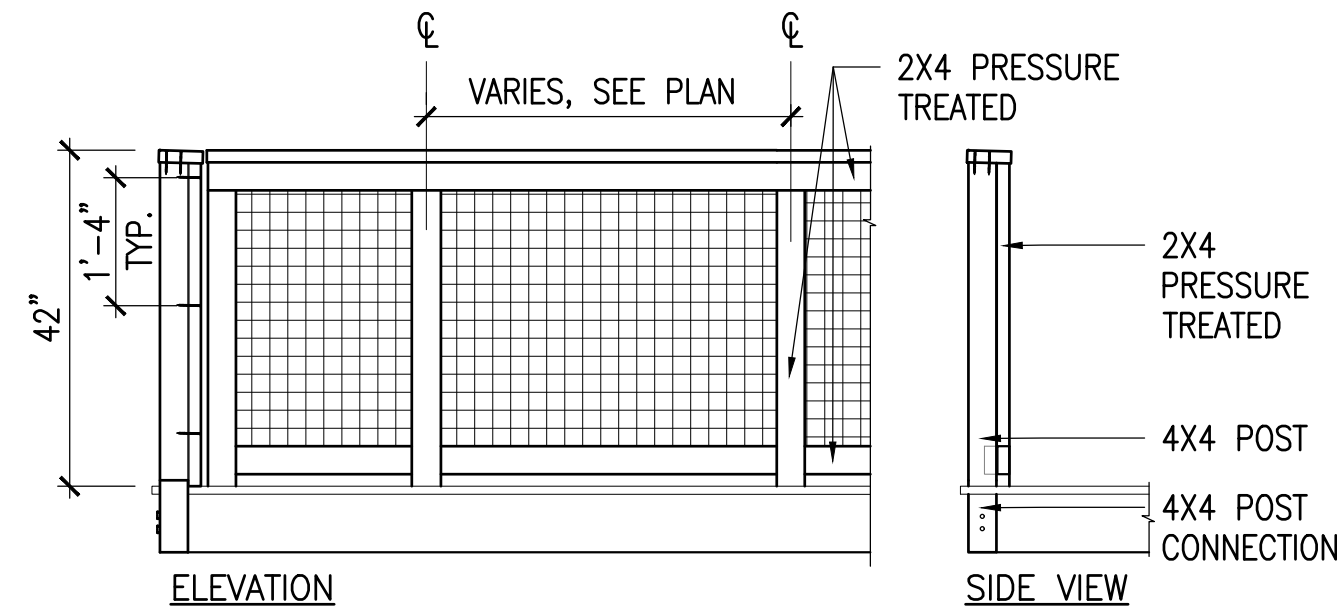 ℄
℄
VARIES, SEE PLAN
2X4 PRESSURE
TREATED
1'-4"
TYP.
42"
2X4
PRESSURE
TREATED
4X4 POST
4X4 POST
CONNECTION
ELEVATION
SIDE VIEW